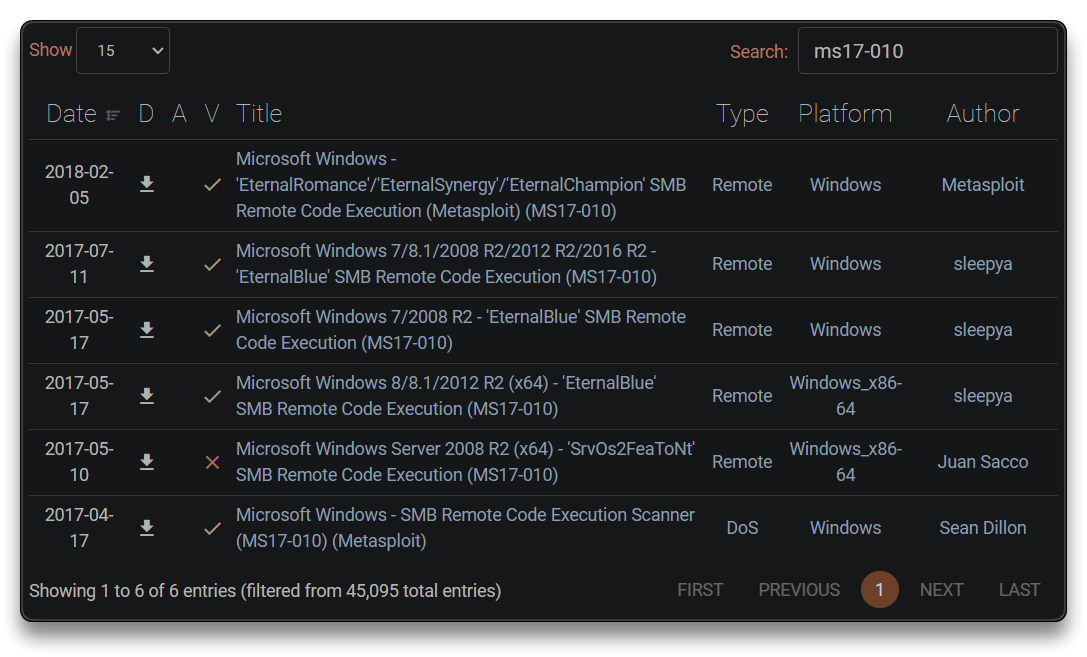 Show 15 Search: ms17-010
Date D A V Title Type Platform Author
2018-02-05 Microsoft Windows - 'EternalRomance'/'EternalSynergy'/'EternalChampion' SMB Remote Code Execution (Metasploit) (MS17-010) Remote Windows Metasploit
2017-07-11 Microsoft Windows 7/8.1/2008 R2/2012 R2/2016 R2 - 'EternalBlue' SMB Remote Code Execution (MS17-010) Remote Windows sleepya
2017-05-17 Microsoft Windows 7/2008 R2 - 'EternalBlue' SMB Remote Code Execution (MS17-010) Remote Windows sleepya
2017-05-17 Microsoft Windows 8/8.1/2012 R2 (x64) - 'EternalBlue' SMB Remote Code Execution (MS17-010) Remote Windows_x86-64 sleepya
2017-05-10 Microsoft Windows Server 2008 R2 (x64) - 'SrvOs2FeaToNt' SMB Remote Code Execution (MS17-010) Remote Windows_x86-64 Juan Sacco
2017-04-17 Microsoft Windows - SMB Remote Code Execution Scanner (MS17-010) (Metasploit) DoS Windows Sean Dillon
Showing 1 to 6 of 6 entries (filtered from 45,095 total entries) FIRST PREVIOUS 1 NEXT LAST